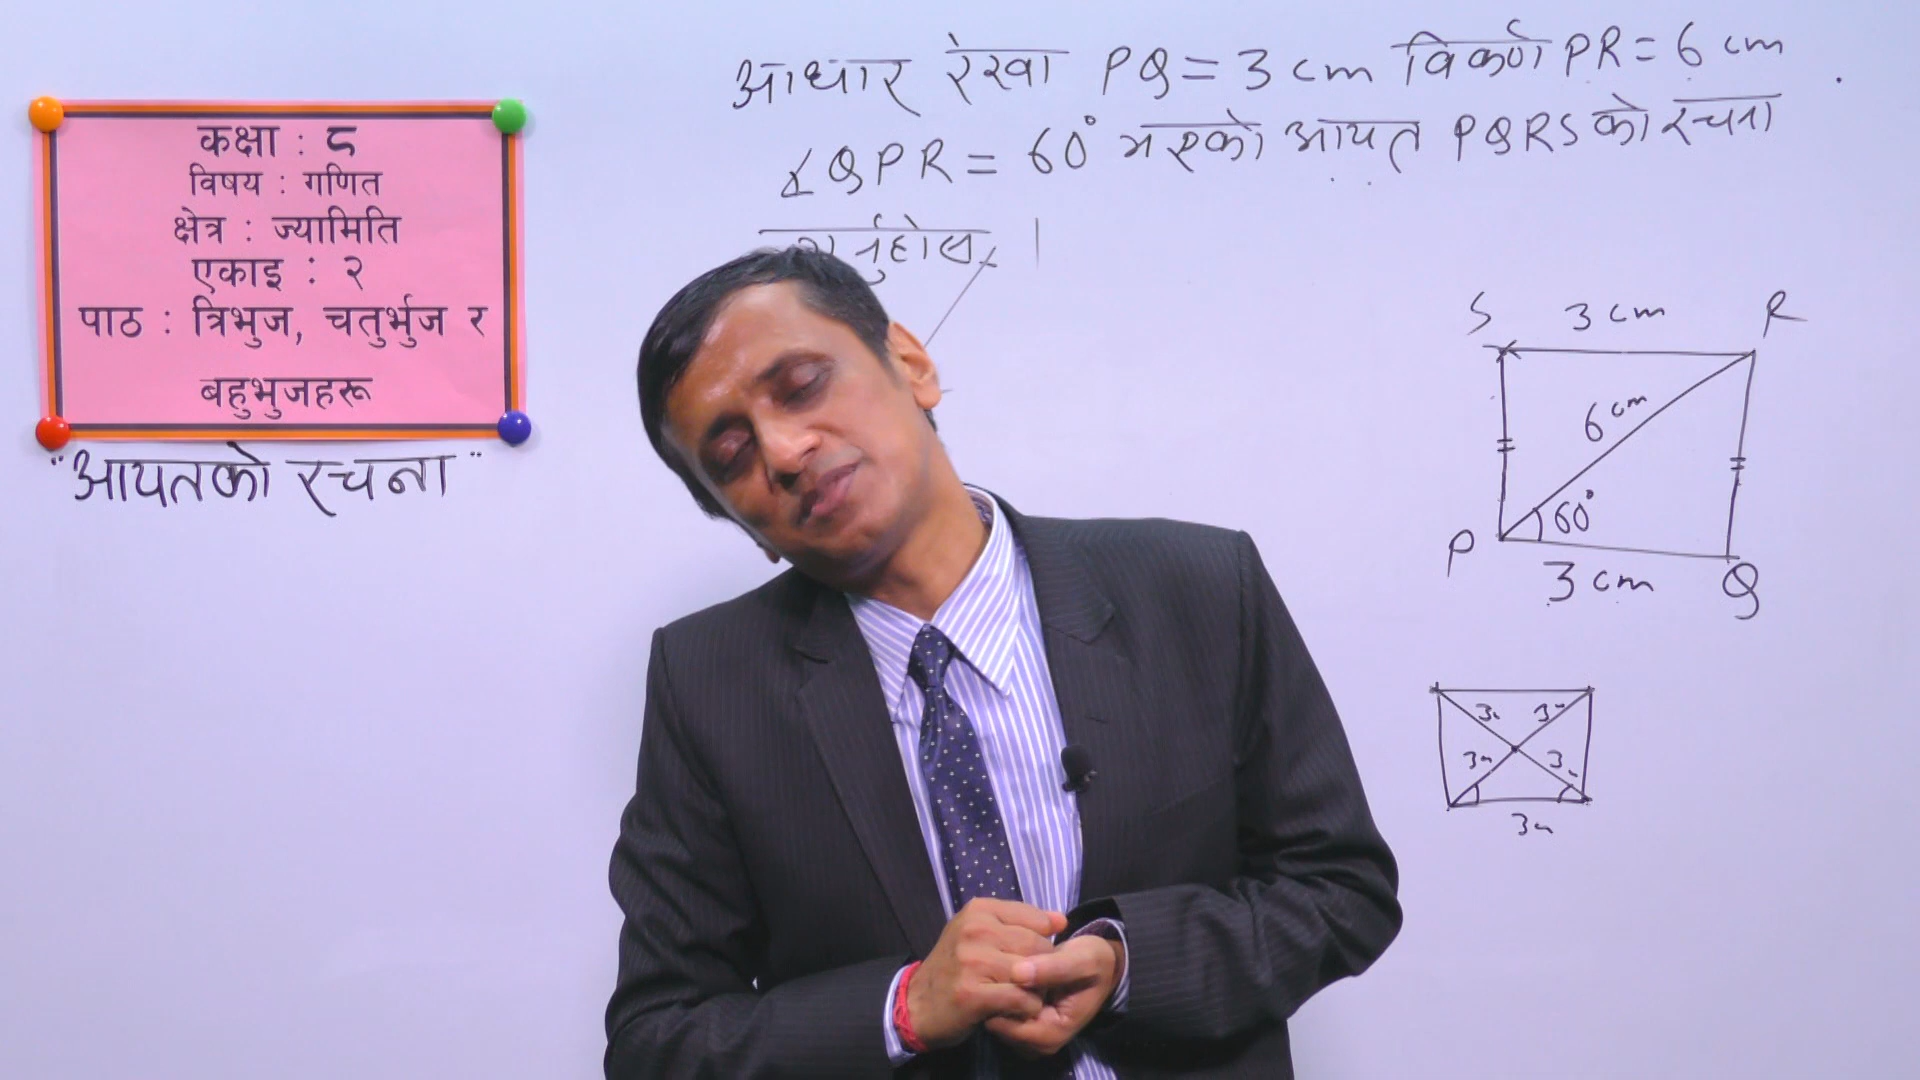 कक्षा : ८
विषय : गणित
क्षेत्र : ज्यामिति
एकाइ : २
पाठ : त्रिभुज, चतुर्भुज र
बहुभुजहरू
"आयतको रचना"
आधार रेखा PQ = 3 cm विकर्ण PR = 6 cm
∡QPR = 60° भएको आयत PQRS को रचना
S 3 cm R
6 cm
60°
P 3 cm Q